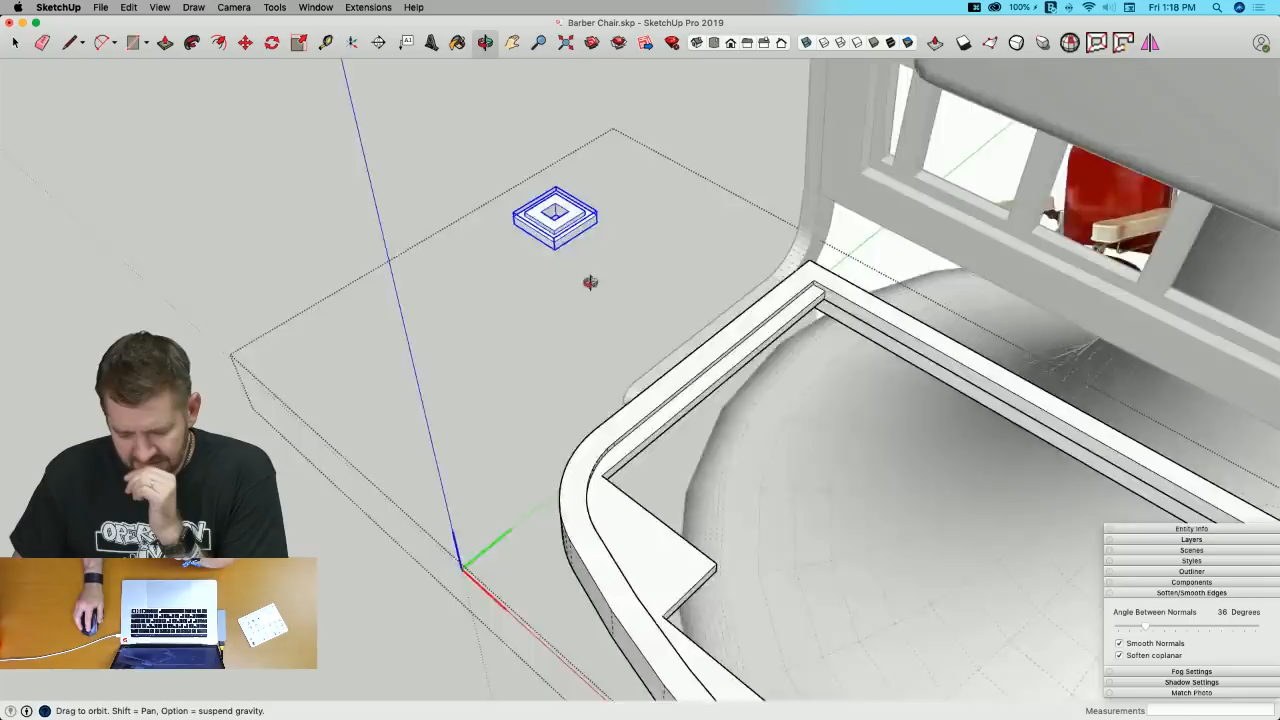 SketchUp File Edit View Draw Camera Tools Window Extensions Help
100% Fri 1:18 PM
Barber Chair.skp - SketchUp Pro 2019
A1
OPERATION
Entity Info
Layers
Scenes
Styles
Outliner
Components
Soften/Smooth Edges
Angle Between Normals 36 Degrees
Smooth Normals
Soften coplanar
Fog Settings
Shadow Settings
Match Photo
Drag to orbit. Shift = Pan, Option = suspend gravity.
Measurements